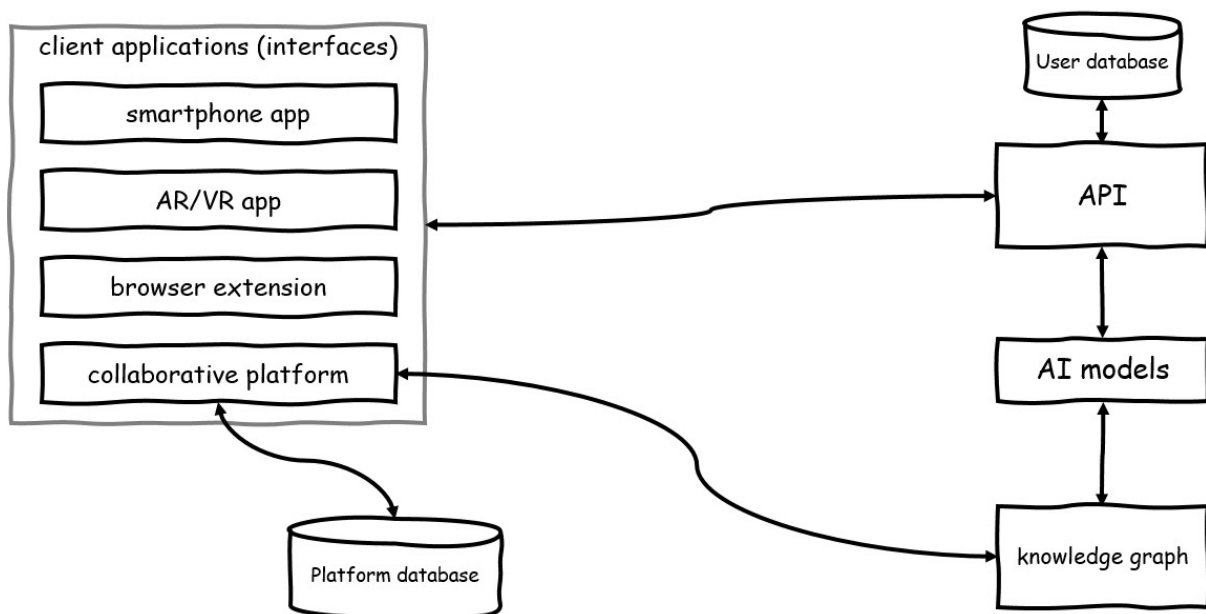 client applications (interfaces)
smartphone app
AR/VR app
browser extension
collaborative platform
Platform database
User database
API
AI models
knowledge graph